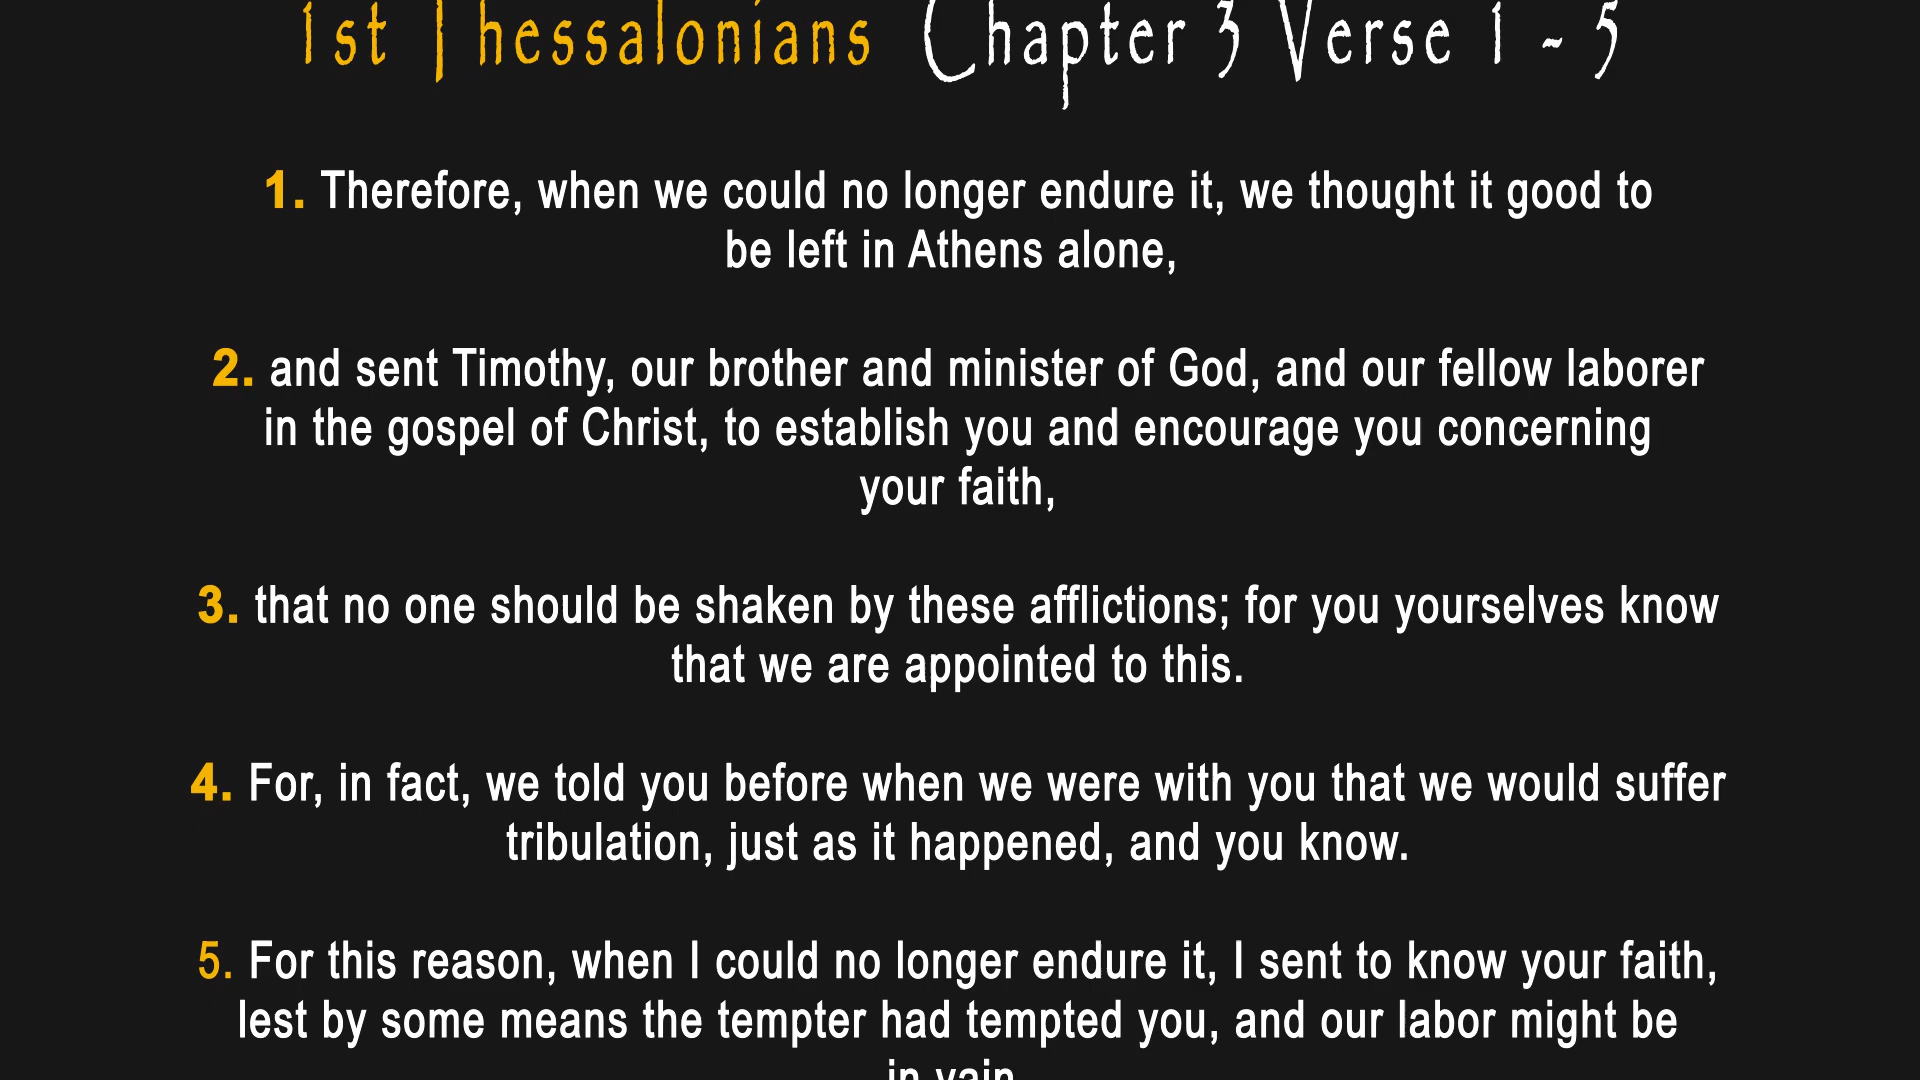 1st Thessalonians Chapter 3 Verse 1 - 5
1. Therefore, when we could no longer endure it, we thought it good to
be left in Athens alone,
2. and sent Timothy, our brother and minister of God, and our fellow laborer
in the gospel of Christ, to establish you and encourage you concerning
your faith,
3. that no one should be shaken by these afflictions; for you yourselves know
that we are appointed to this.
4. For, in fact, we told you before when we were with you that we would suffer
tribulation, just as it happened, and you know.
5. For this reason, when I could no longer endure it, I sent to know your faith,
lest by some means the tempter had tempted you, and our labor might be
in vain